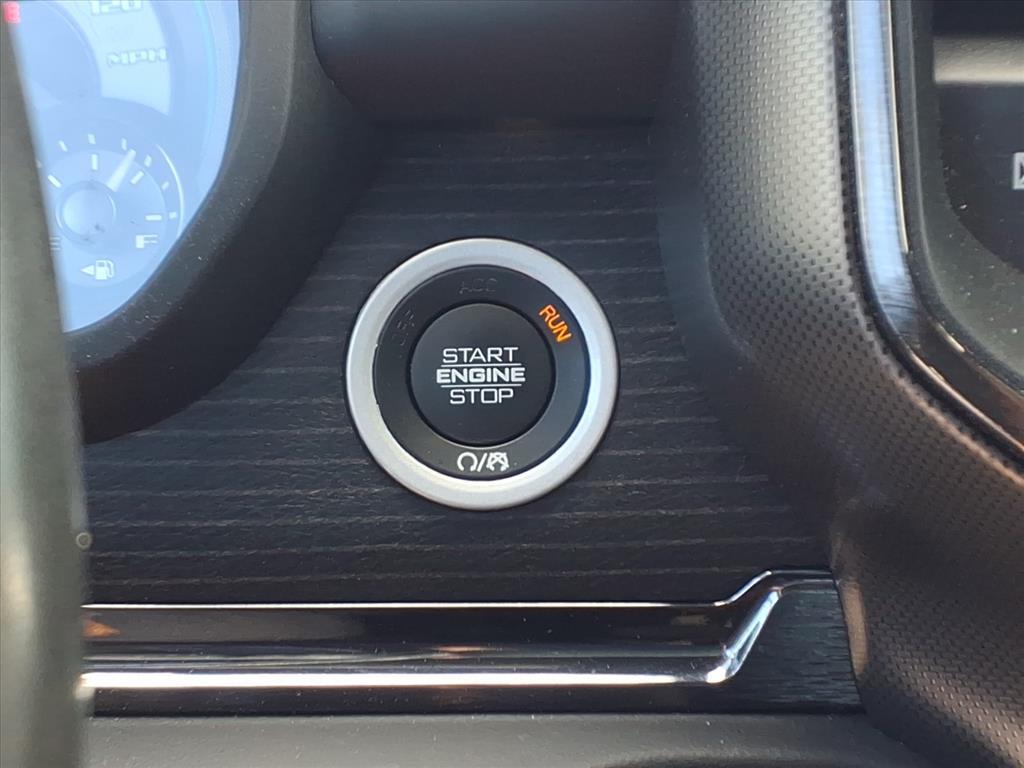 120
MPH
E
F
ACC
OFF
RUN
START
ENGINE
STOP